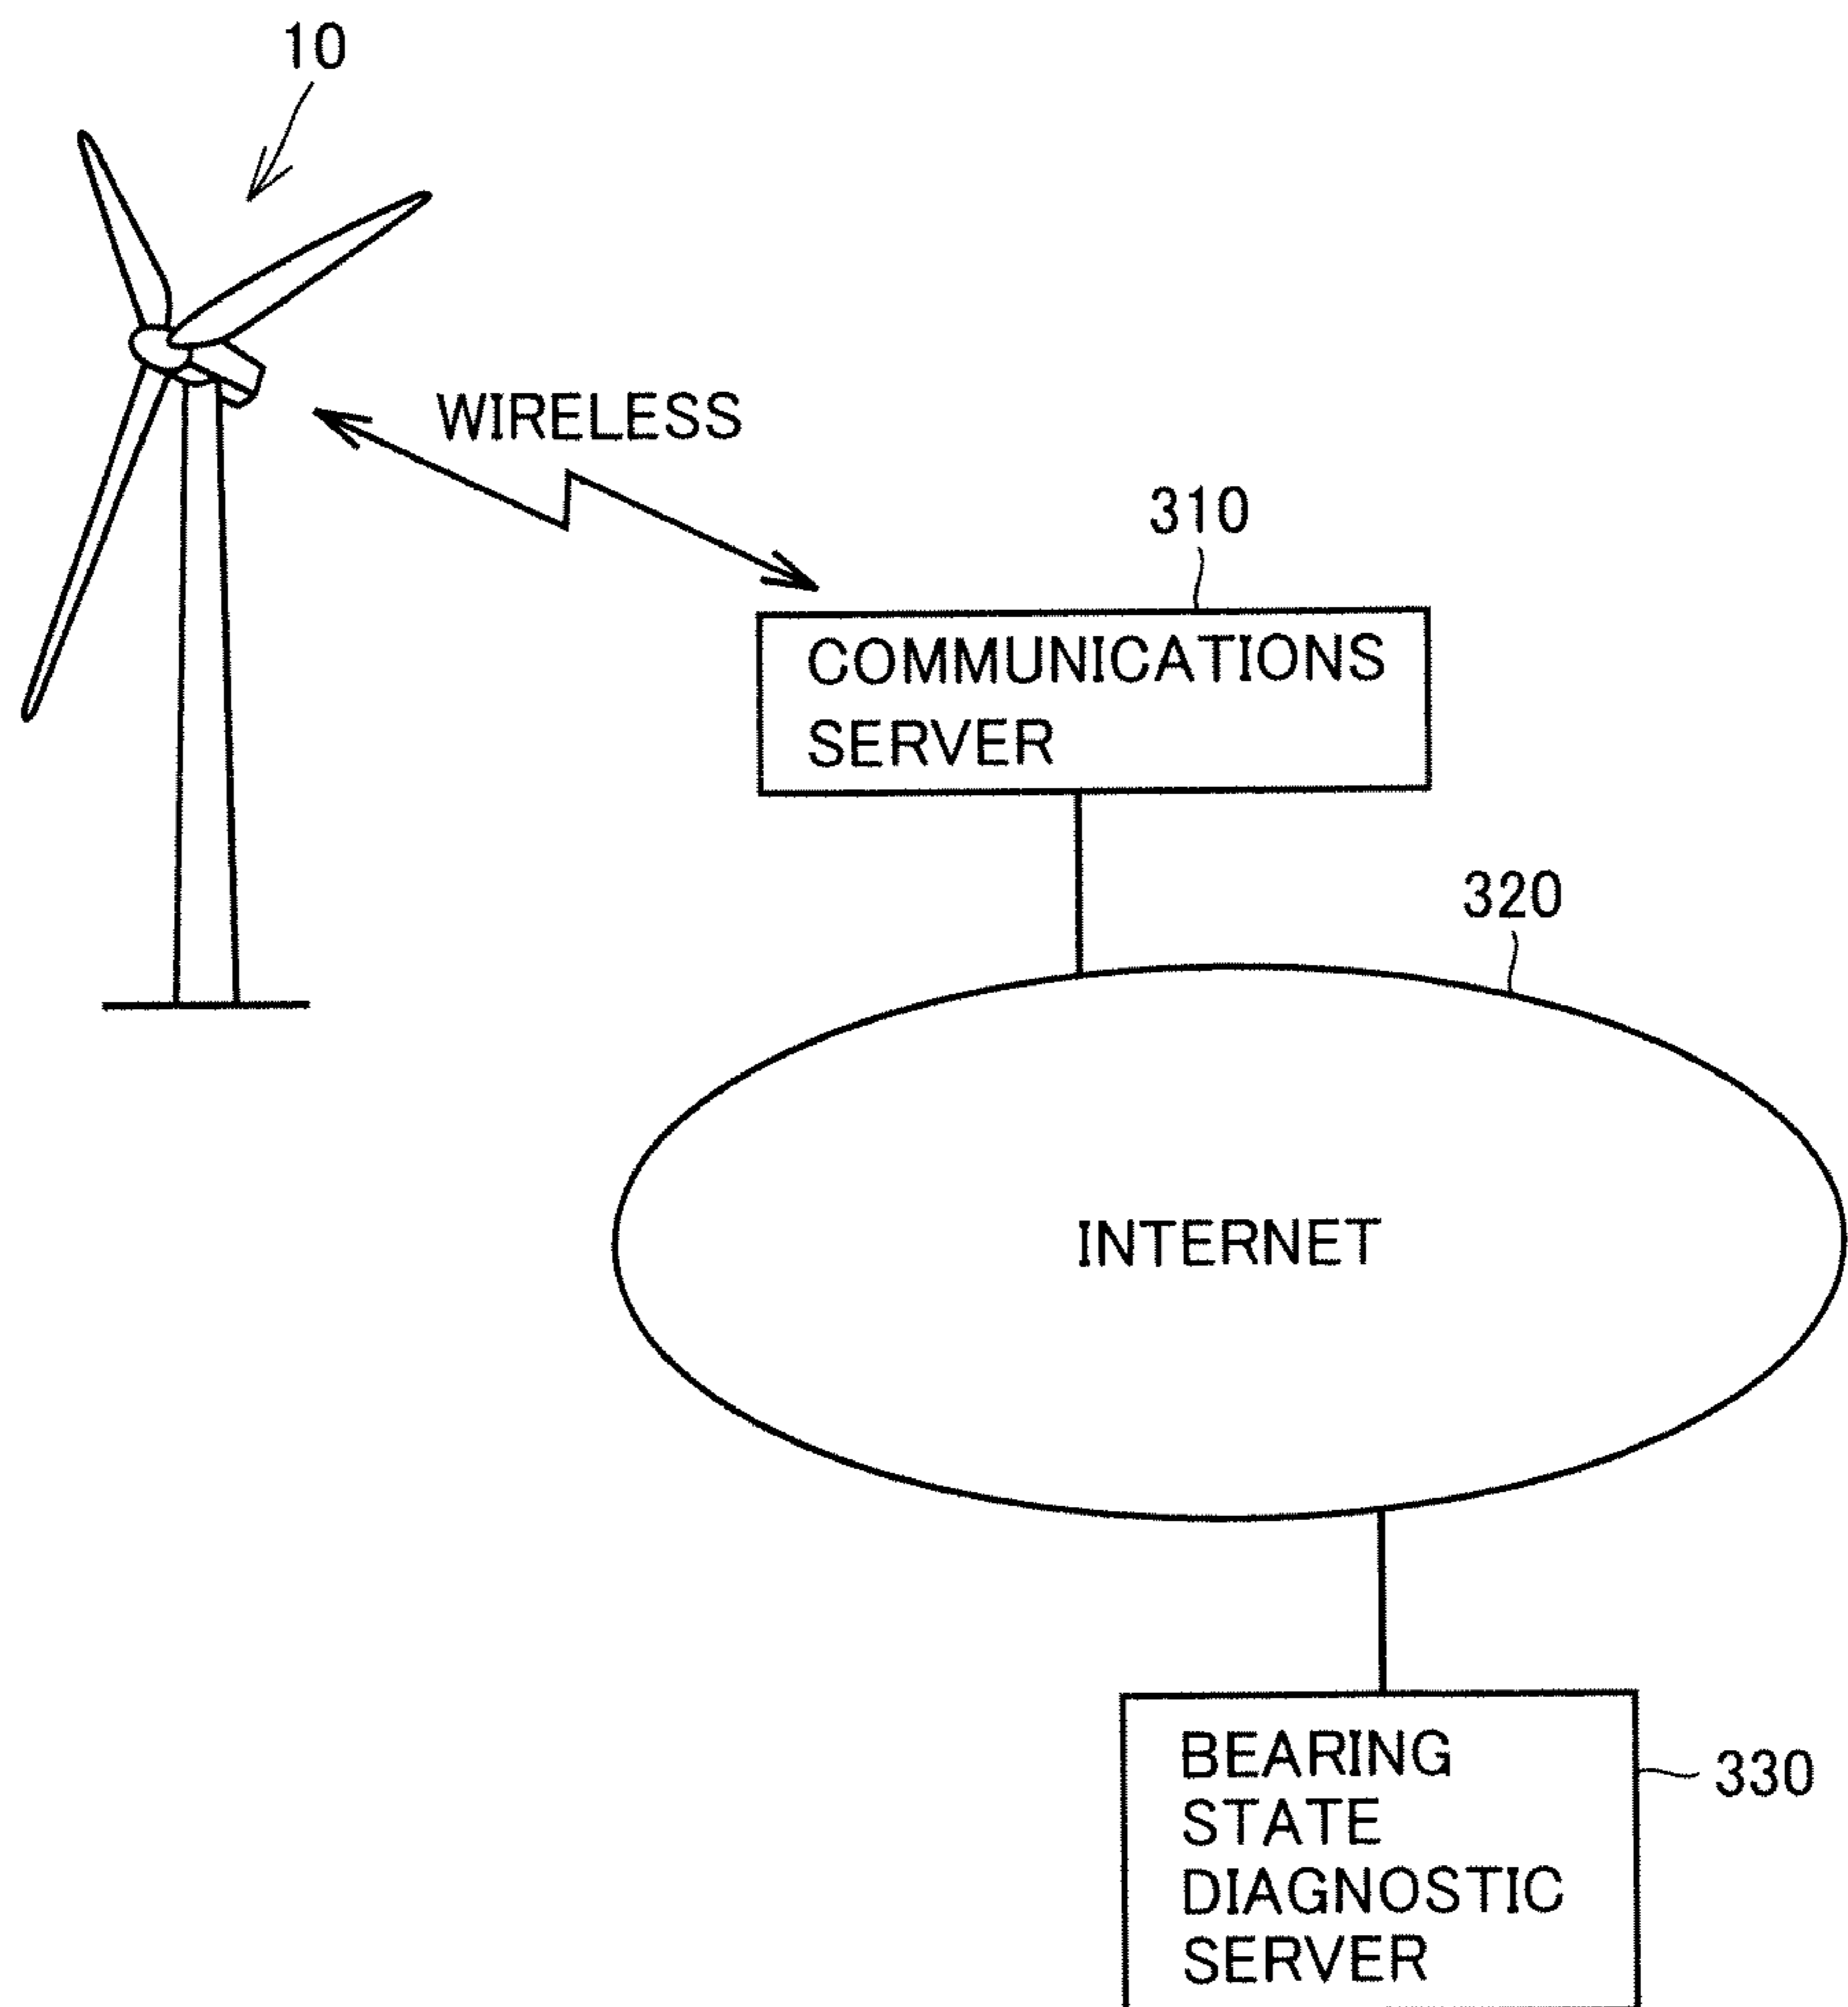 10
WIRELESS
310
COMMUNICATIONS
SERVER
320
INTERNET
BEARING
STATE
DIAGNOSTIC
SERVER
330